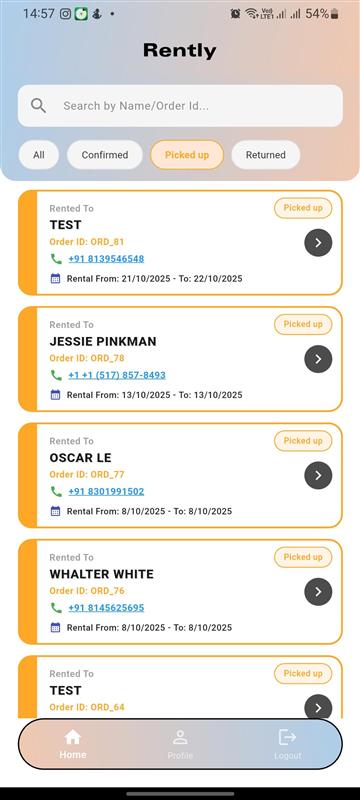 14:57
54%
Rently
Search by Name/Order Id...
All
Confirmed
Picked up
Returned
Rented To
Picked up
TEST
Order ID: ORD_81
+91 8139546548
Rental From: 21/10/2025 - To: 22/10/2025
Rented To
Picked up
JESSIE PINKMAN
Order ID: ORD_78
+1 +1 (517) 857-8493
Rental From: 13/10/2025 - To: 13/10/2025
Rented To
Picked up
OSCAR LE
Order ID: ORD_77
+91 8301991502
Rental From: 8/10/2025 - To: 8/10/2025
Rented To
Picked up
WHALTER WHITE
Order ID: ORD_76
+91 8145625695
Rental From: 8/10/2025 - To: 8/10/2025
Rented To
Picked up
TEST
Order ID: ORD_64
Home
Profile
Logout